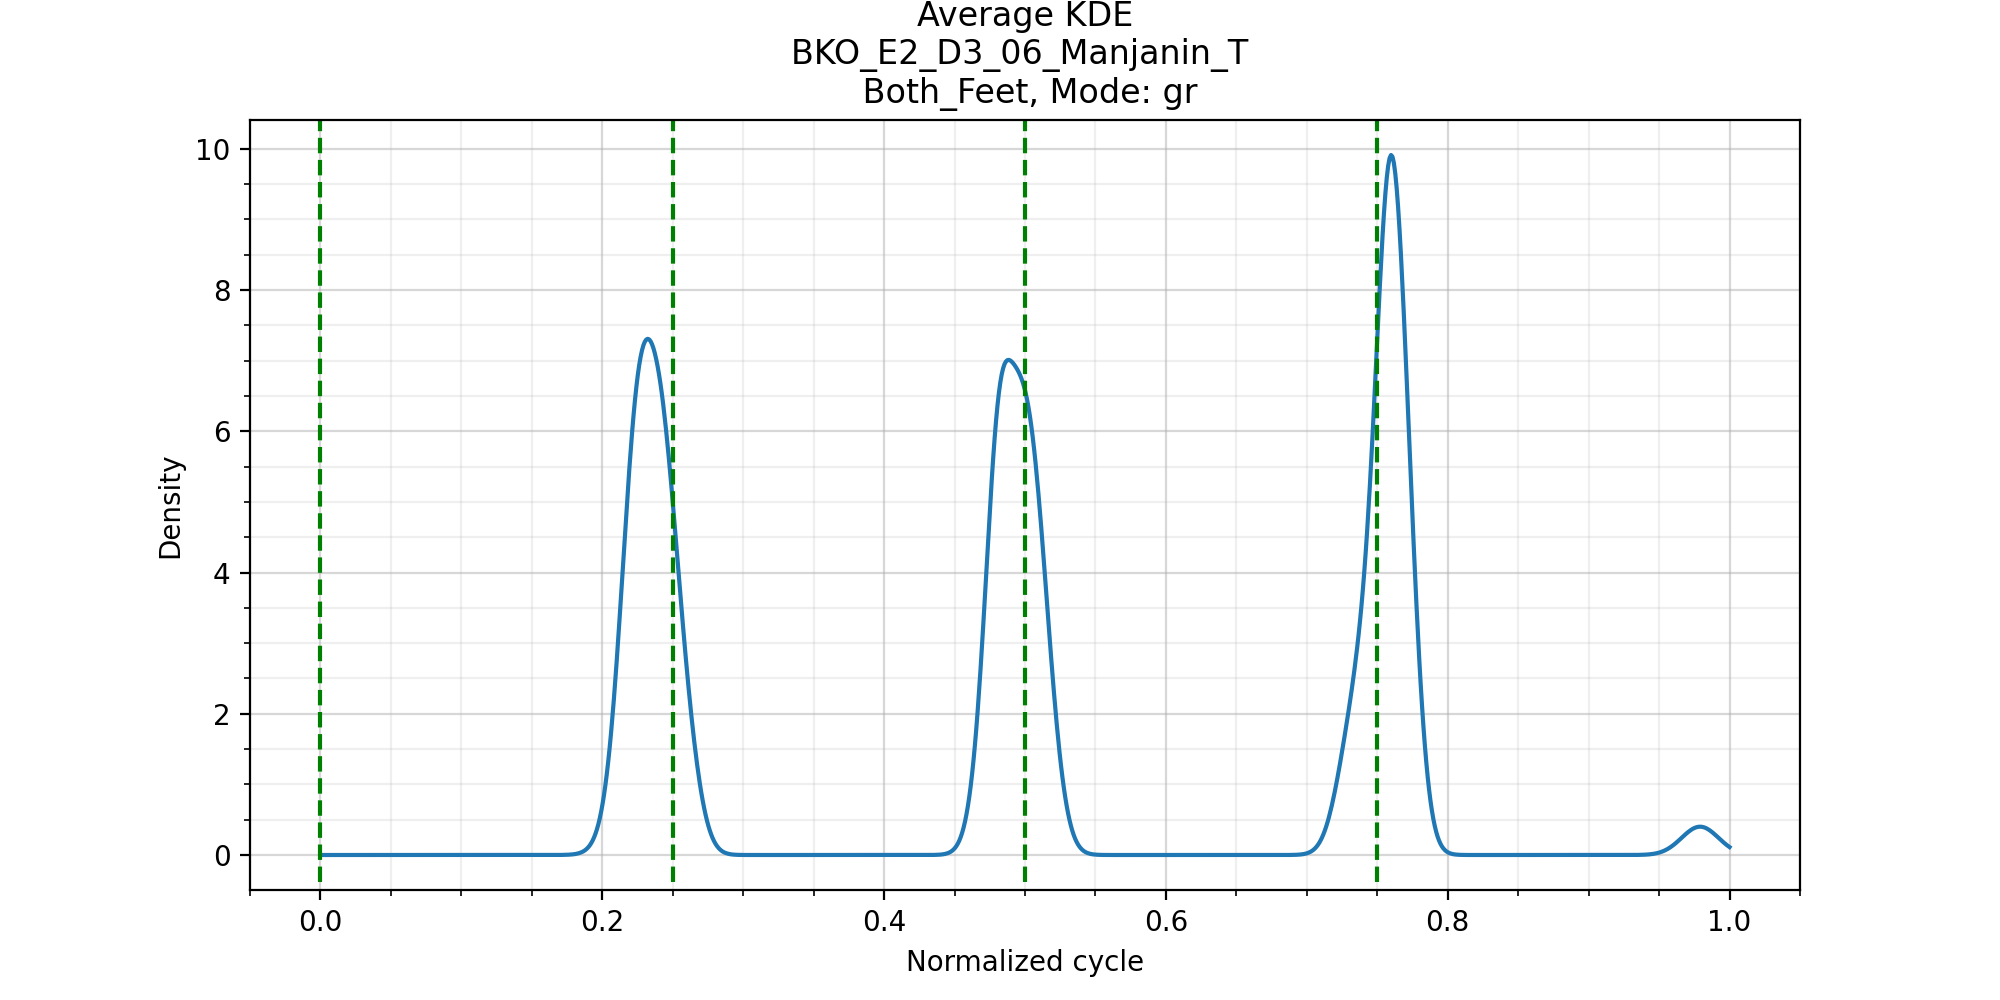 Average KDE
BKO_E2_D3_06_Manjanin_T
Both_Feet, Mode: gr
10
8
6
4
2
0
Density
0.0 0.2 0.4 0.6 0.8 1.0
Normalized cycle